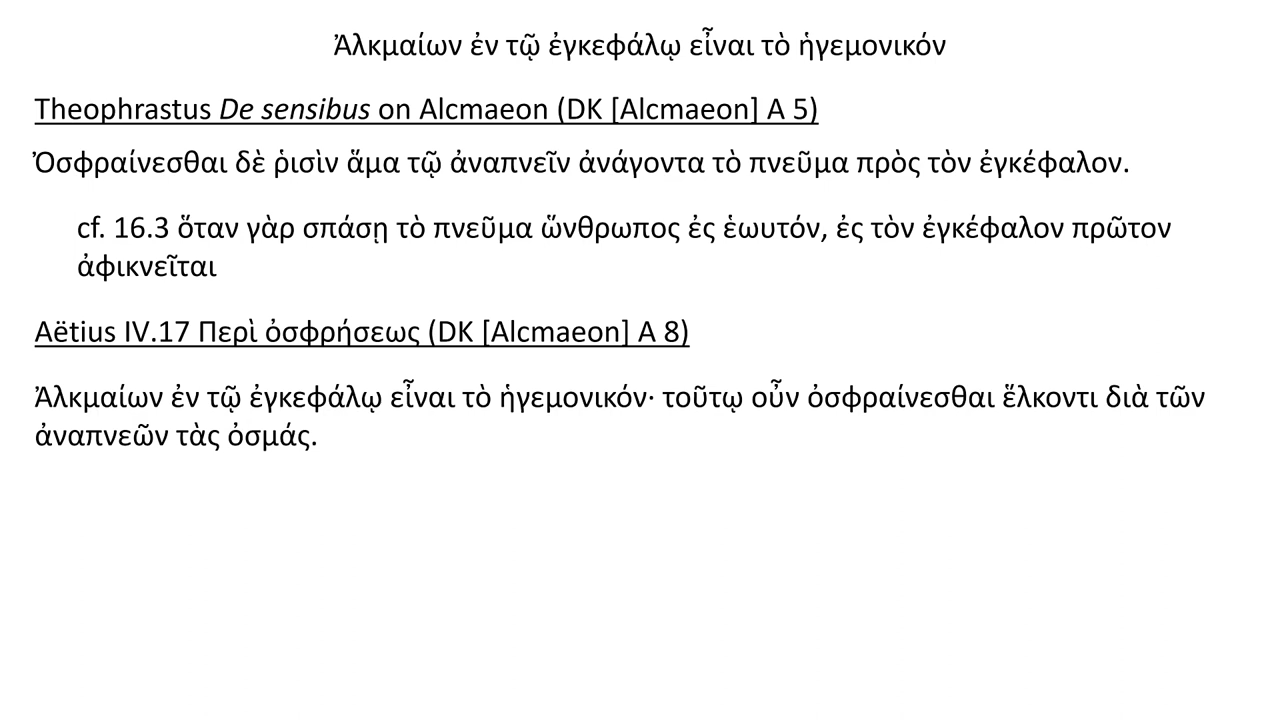 Ἀλκμαίων ἐν τῷ ἐγκεφάλῳ εἶναι τὸ ἡγεμονικόν
Theophrastus De sensibus on Alcmaeon (DK [Alcmaeon] A 5)
Ὀσφραίνεσθαι δὲ ῥισὶν ἅμα τῷ ἀναπνεῖν ἀνάγοντα τὸ πνεῦμα πρὸς τὸν ἐγκέφαλον.
cf. 16.3 ὅταν γὰρ σπάσῃ τὸ πνεῦμα ὥνθρωπος ἐς ἑωυτόν, ἐς τὸν ἐγκέφαλον πρῶτον
ἀφικνεῖται
Aëtius IV.17 Περὶ ὀσφρήσεως (DK [Alcmaeon] A 8)
Ἀλκμαίων ἐν τῷ ἐγκεφάλῳ εἶναι τὸ ἡγεμονικόν· τοῦτῳ οὖν ὀσφραίνεσθαι ἕλκοντι διὰ τῶν
ἀναπνεῶν τὰς ὀσμάς.